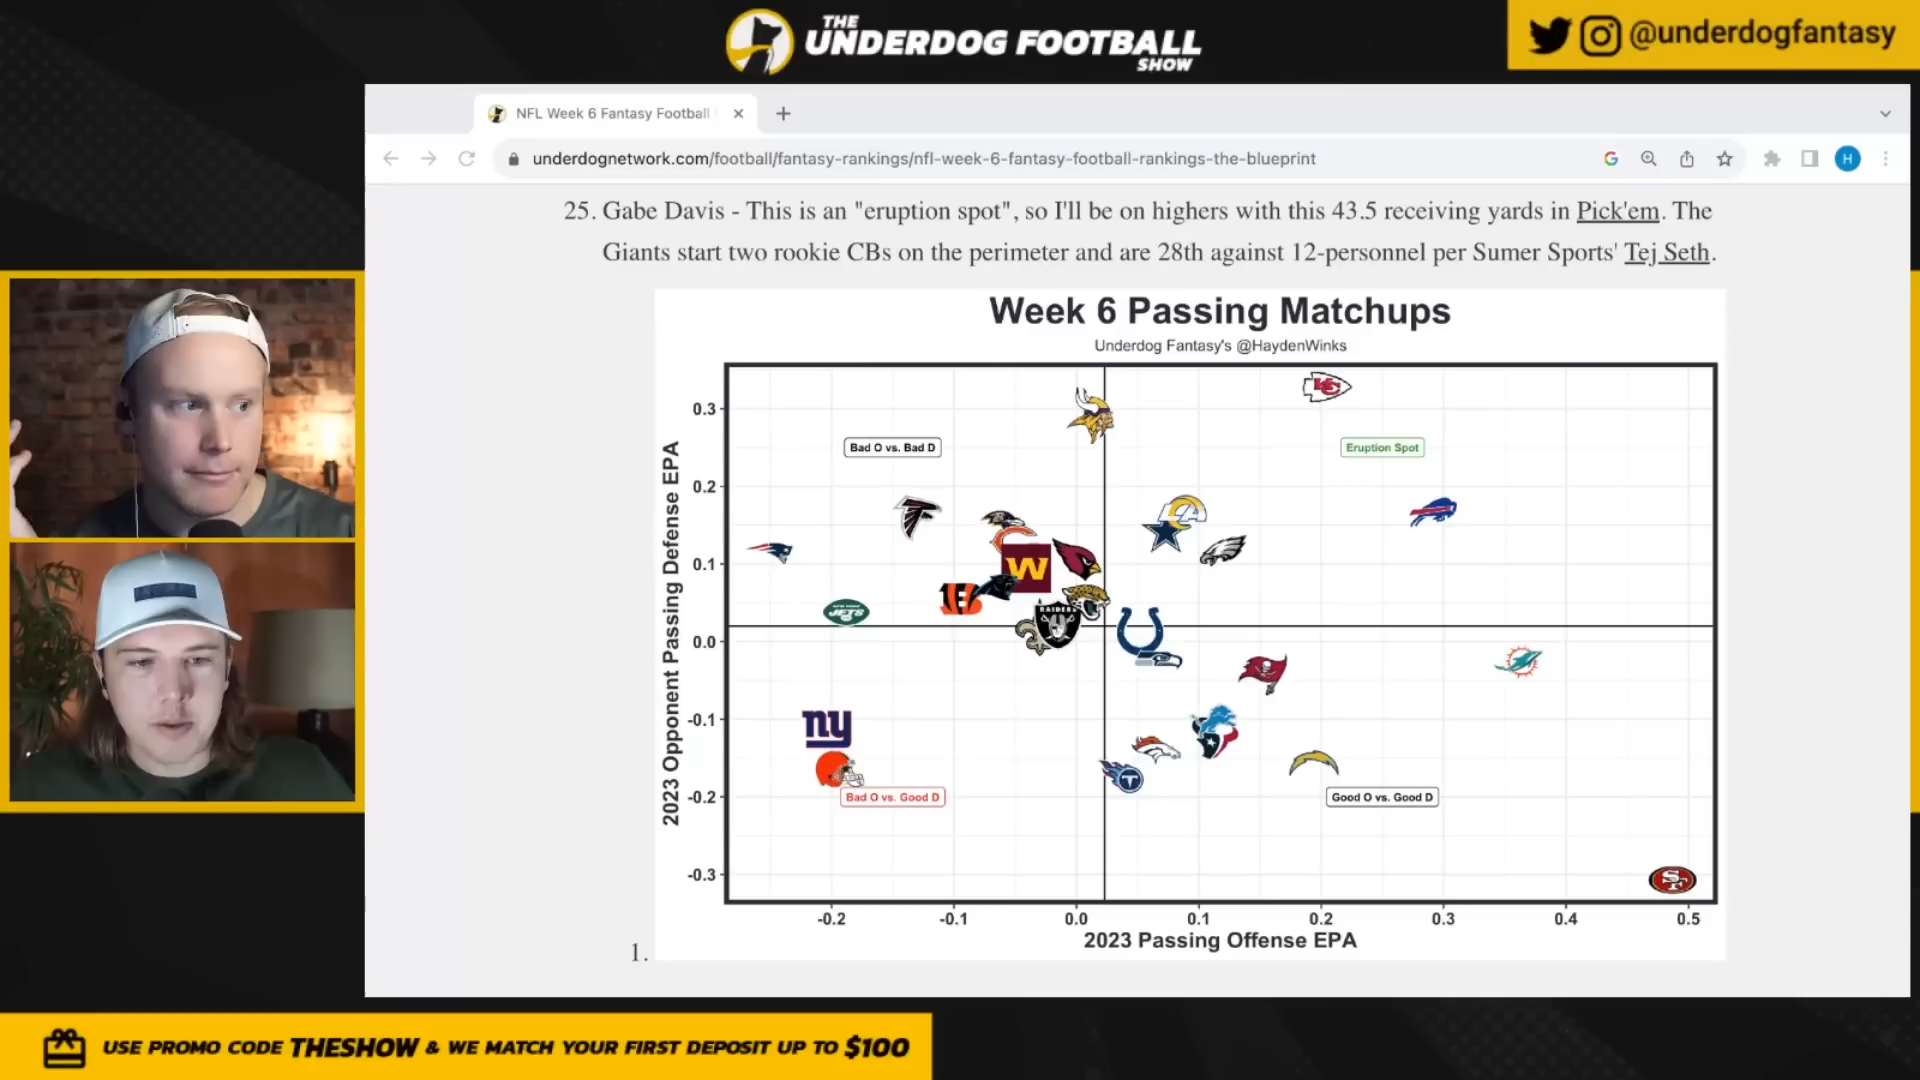 THE
UNDERDOG FOOTBALL
SHOW
@underdogfantasy
NFL Week 6 Fantasy Football
underdognetwork.com/football/fantasy-rankings/nfl-week-6-fantasy-football-rankings-the-blueprint
H
25. Gabe Davis - This is an "eruption spot", so I'll be on highers with this 43.5 receiving yards in Pick'em. The
Giants start two rookie CBs on the perimeter and are 28th against 12-personnel per Sumer Sports' Tej Seth.
Week 6 Passing Matchups
Underdog Fantasy's @HaydenWinks
2023 Opponent Passing Defense EPA
0.3
0.2
0.1
0.0
-0.1
-0.2
-0.3
Bad O vs. Bad D
Eruption Spot
KC
LA
W
B
JETS
RAIDERS
ny
T
SF
Bad O vs. Good D
Good O vs. Good D
-0.2 -0.1 0.0 0.1 0.2 0.3 0.4 0.5
2023 Passing Offense EPA
1.
USE PROMO CODE THESHOW & WE MATCH YOUR FIRST DEPOSIT UP TO $100